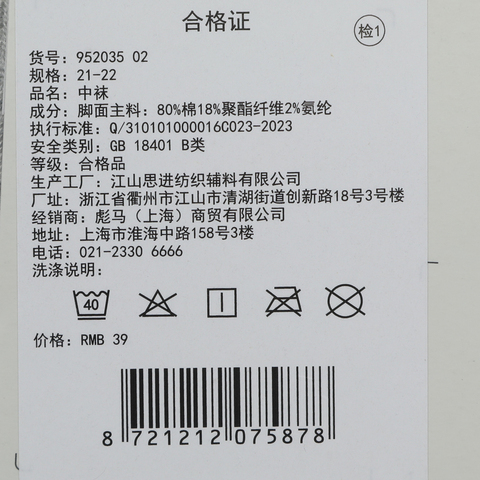 合格证
检1
货号：952035 02
规格：21-22
品名：中袜
成分：脚面主料：80%棉18%聚酯纤维2%氨纶
执行标准：Q/310101000016C023-2023
安全类别：GB 18401 B类
等级：合格品
生产工厂：江山思进纺织辅料有限公司
厂址：浙江省衢州市江山市清湖街道创新路18号3号楼
经销商：彪马（上海）商贸有限公司
地址：上海市淮海中路158号3楼
电话：021-2330 6666
洗涤说明：
40
价格：RMB 39
8 721212 075878